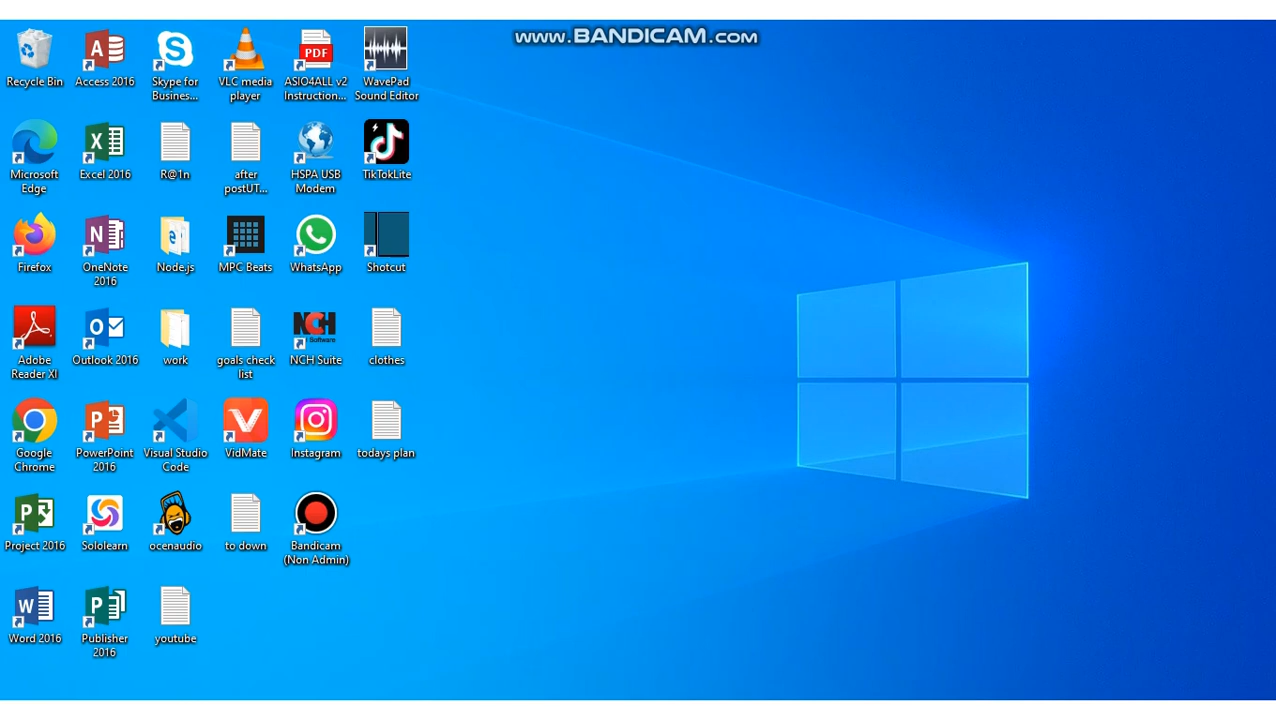 www.BANDICAM.com
Recycle Bin
Access 2016
Skype for
Busines...
VLC media
player
PDF
ASIO4ALL v2
Instruction...
WavePad
Sound Editor
Microsoft
Edge
Excel 2016
R@1n
after
postUT...
HSPA USB
Modem
TikTokLite
Firefox
OneNote
2016
Node.js
MPC Beats
WhatsApp
Shotcut
Adobe
Reader XI
Outlook 2016
work
goals check
list
NCH
Software
NCH Suite
clothes
Google
Chrome
PowerPoint
2016
Visual Studio
Code
VidMate
Instagram
todays plan
Project 2016
Sololearn
ocenaudio
to down
Bandicam
(Non Admin)
Word 2016
Publisher
2016
youtube